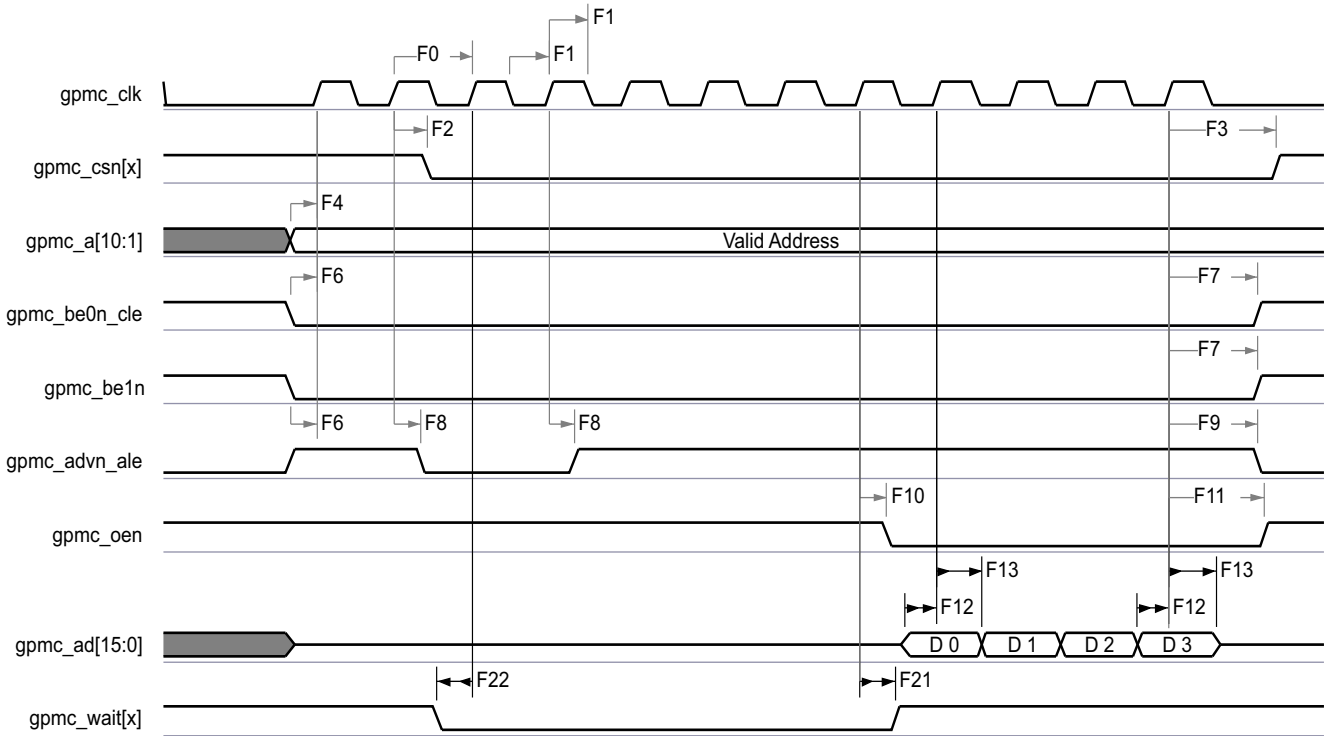 F1
F0 F1
gpmc_clk
F2 F3
gpmc_csn[x]
F4
gpmc_a[10:1] Valid Address
F6 F7
gpmc_be0n_cle
F7
gpmc_be1n
F6 F8 F8 F9
gpmc_advn_ale
F10 F11
gpmc_oen
F13 F13
F12 F12
gpmc_ad[15:0] D 0 D 1 D 2 D 3
F22 F21
gpmc_wait[x]